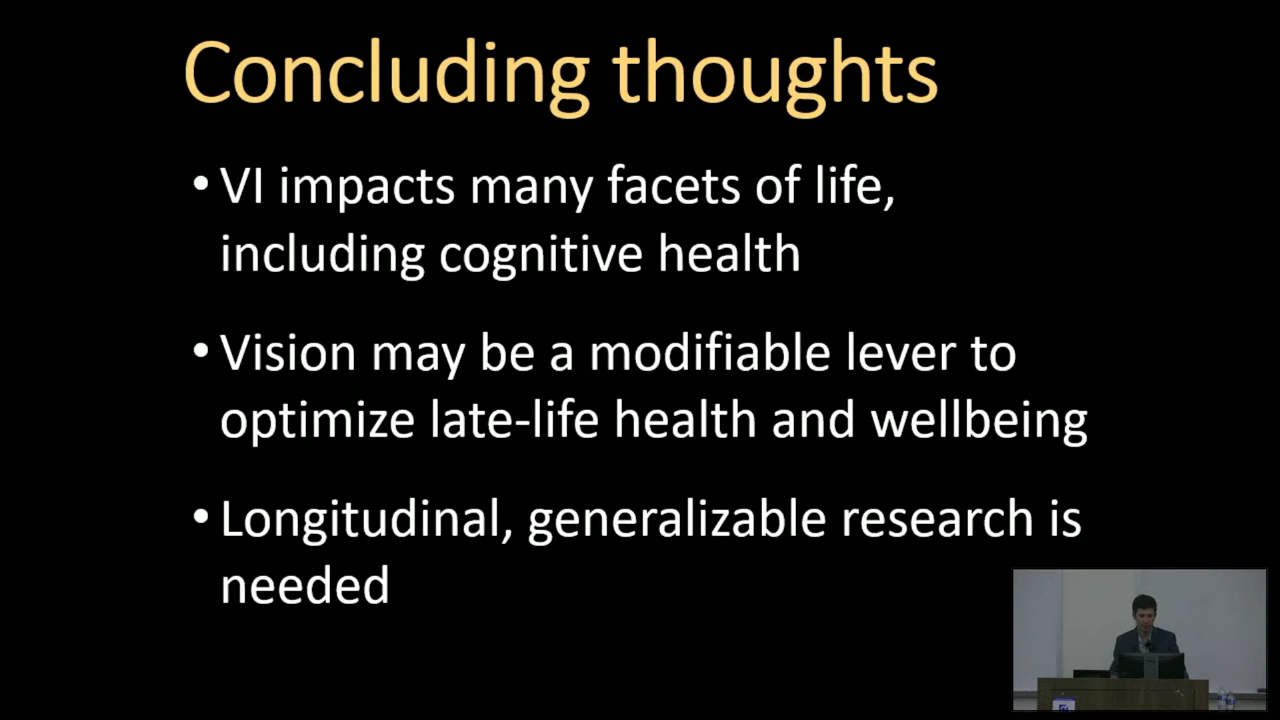 Concluding thoughts
• VI impacts many facets of life,
including cognitive health
• Vision may be a modifiable lever to
optimize late-life health and wellbeing
• Longitudinal, generalizable research is
needed